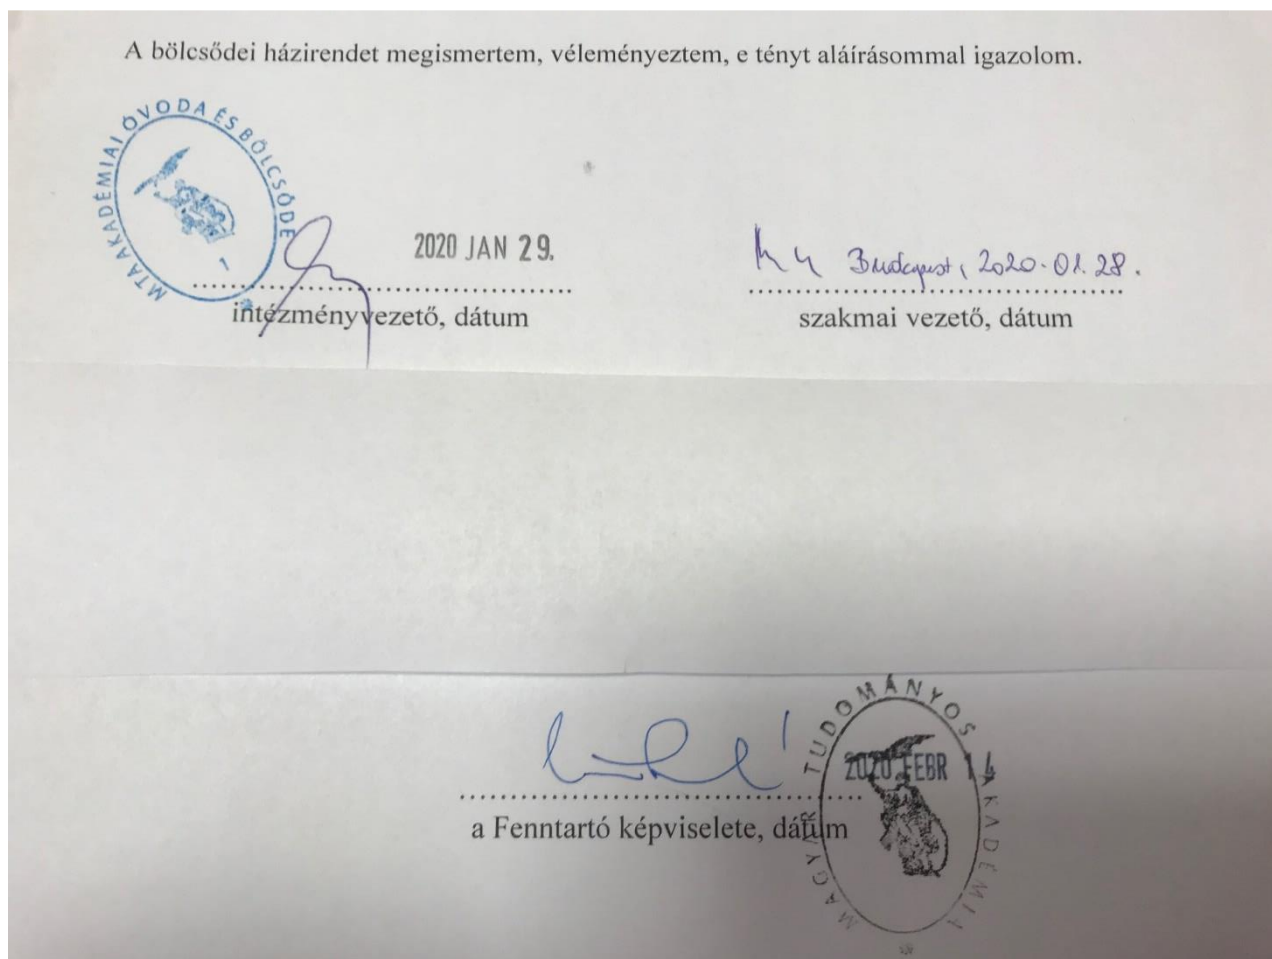 A bölcsődei házirendet megismertem, véleményeztem, e tényt aláírásommal igazolom.
MTA AKADÉMIAI ÓVODA ÉS BÖLCSŐDE
2020 JAN 29.
Budapest, 2020.01.28.
intézményvezető, dátum
szakmai vezető, dátum
MAGYAR TUDOMÁNYOS AKADÉMIA
2020 FEBR 14
a Fenntartó képviselete, dátum